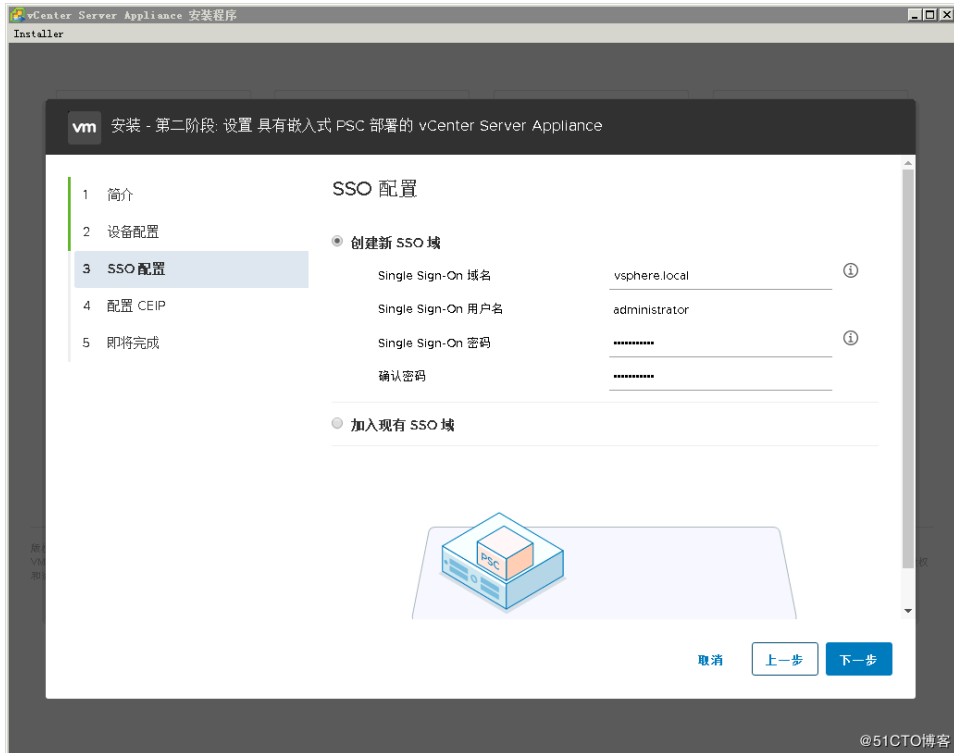 vCenter Server Appliance 安装程序
Installer
vm 安装 - 第二阶段: 设置 具有嵌入式 PSC 部署的 vCenter Server Appliance
1 简介
2 设备配置
3 SSO 配置
4 配置 CEIP
5 即将完成
SSO 配置
创建新 SSO 域
Single Sign-On 域名 vsphere.local
Single Sign-On 用户名 administrator
Single Sign-On 密码 •••••••••••
确认密码 •••••••••••
加入现有 SSO 域
PSC
取消 上一步 下一步
VM
权
@51CTO博客